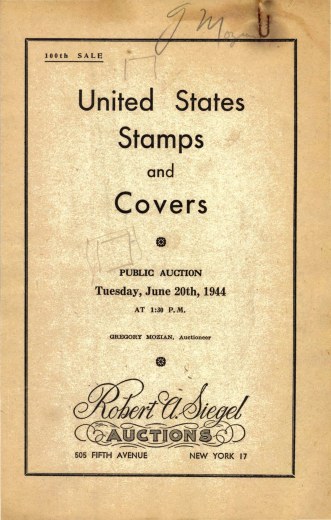 100th SALE
United States
Stamps
and
Covers
PUBLIC AUCTION
Tuesday, June 20th, 1944
AT 1:30 P.M.
GREGORY MOZIAN, Auctioneer
Robert A. Siegel
AUCTIONS
505 FIFTH AVENUE NEW YORK 17